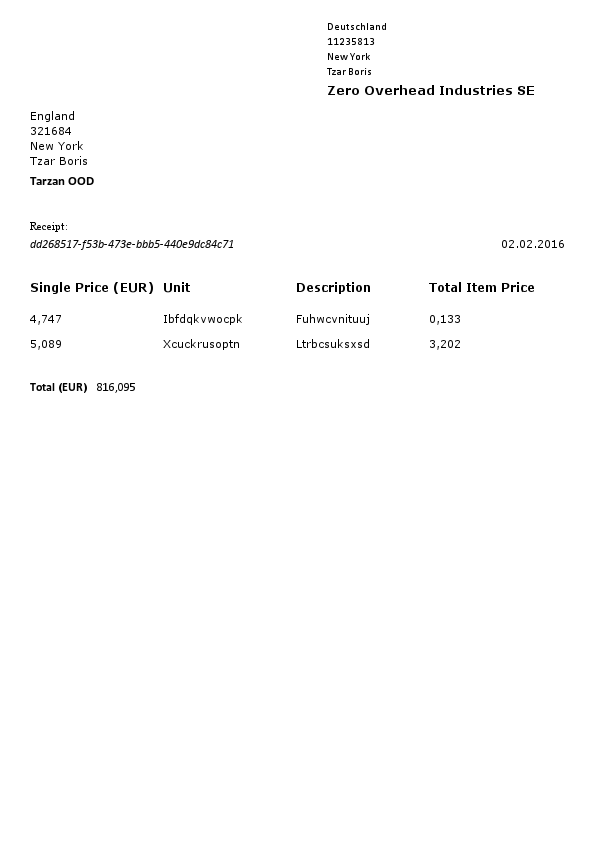 Deutschland
11235813
New York
Tzar Boris
Zero Overhead Industries SE
England
321684
New York
Tzar Boris
Tarzan OOD
Receipt:
dd268517-f53b-473e-bbb5-440e9dc84c71 02.02.2016
Single Price (EUR) Unit Description Total Item Price
4,747 Ibfdqkvwocpk Fuhwcvnituuj 0,133
5,089 Xcuckrusoptn Ltrbcsuksxsd 3,202
Total (EUR) 816,095